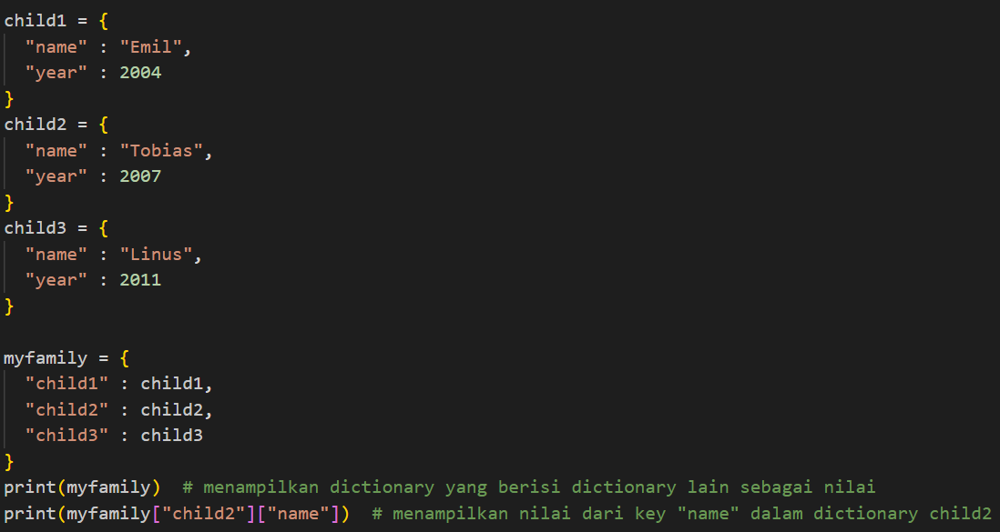 child1 = {
  "name" : "Emil",
  "year" : 2004
}
child2 = {
  "name" : "Tobias",
  "year" : 2007
}
child3 = {
  "name" : "Linus",
  "year" : 2011
}

myfamily = {
  "child1" : child1,
  "child2" : child2,
  "child3" : child3
}
print(myfamily)  # menampilkan dictionary yang berisi dictionary lain sebagai nilai
print(myfamily["child2"]["name"])  # menampilkan nilai dari key "name" dalam dictionary child2